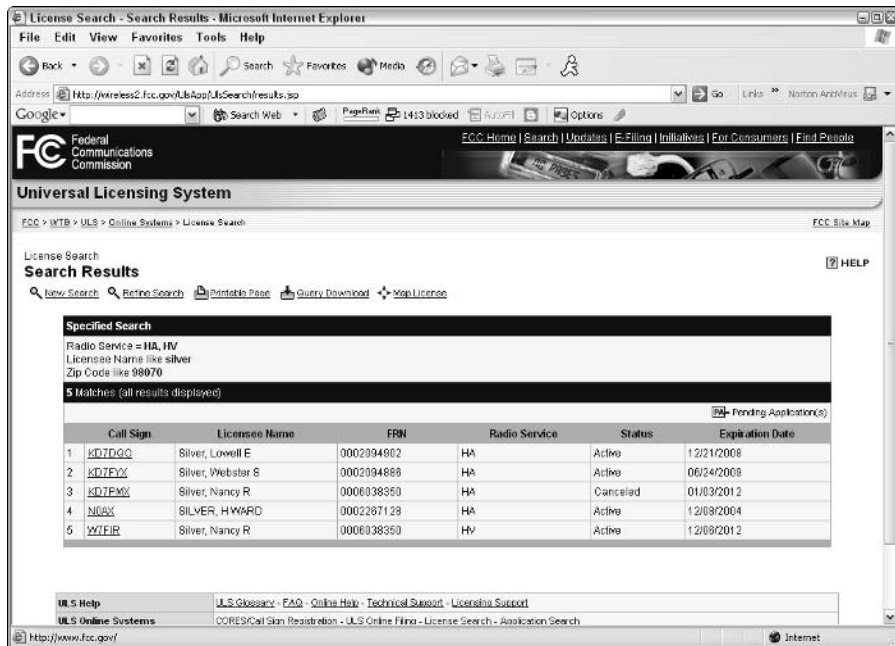 License Search - Search Results - Microsoft Internet Explorer
File Edit View Favorites Tools Help
Back Search Favorites Media
Address http://wireless2.fcc.gov/UlsApp/UlsSearch/results.jsp Go Links » Norton AntiVirus
Google Search Web PageRank 1413 blocked AutoFill Options
FCC Federal Communications Commission
FCC Home | Search | Updates | E-Filing | Initiatives | For Consumers | Find People
Universal Licensing System
FCC > WTB > ULS > Online Systems > License Search FCC Site Map
License Search
Search Results ? HELP
New Search Refine Search Printable Page Query Download Map License
Specified Search
Radio Service = HA, HV
Licensee Name like silver
Zip Code like 98070
5 Matches (all results displayed)
PA = Pending Application(s)
Call Sign Licensee Name FRN Radio Service Status Expiration Date
1 Silver, Lowell E 0002094902 HA Active 12/21/2008
2 KD7FYX Silver, Webster S 0002094886 HA Active 06/24/2009
3 KD7PMX Silver, Nancy R 0006038350 HA Canceled 01/03/2012
4 N0AX SILVER, H WARD 0002267128 HA Active 12/08/2004
5 W7FIR Silver, Nancy R 0006038350 HV Active 12/06/2012
ULS Help ULS Glossary - FAQ - Online Help - Technical Support - Licensing Support
ULS Online Systems CORES/Call Sign Registration - ULS Online Filing - License Search - Application Search
http://www.fcc.gov/ Internet